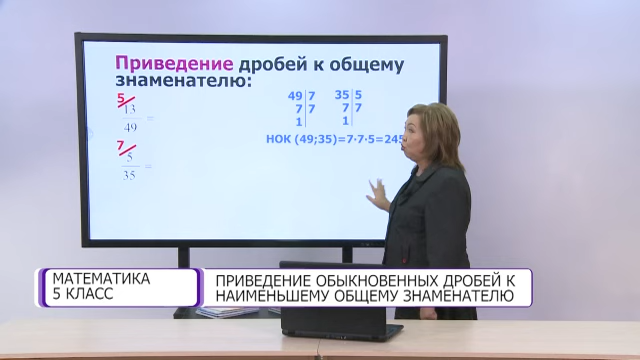 Приведение дробей к общему
знаменателю:
5
13
49 =
7
5
35 =
49 7
7 7
1
35 5
7 7
1
НОК (49;35)=7·7·5=245
МАТЕМАТИКА
5 КЛАСС
ПРИВЕДЕНИЕ ОБЫКНОВЕННЫХ ДРОБЕЙ К
НАИМЕНЬШЕМУ ОБЩЕМУ ЗНАМЕНАТЕЛЮ